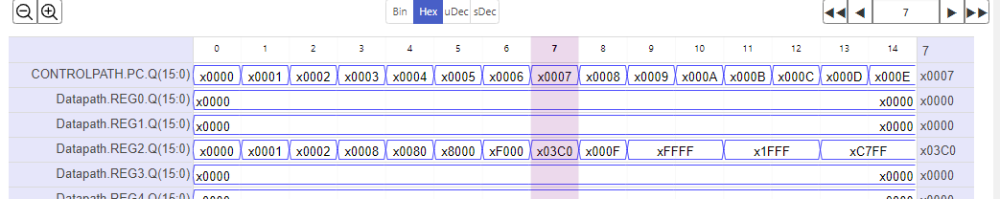 Bin Hex uDec sDec 7
0 1 2 3 4 5 6 7 8 9 10 11 12 13 14 7
CONTROLPATH.PC.Q(15:0) x0000 x0001 x0002 x0003 x0004 x0005 x0006 x0007 x0008 x0009 x000A x000B x000C x000D x000E x0007
Datapath.REG0.Q(15:0) x0000 x0000 x0000
Datapath.REG1.Q(15:0) x0000 x0000 x0000
Datapath.REG2.Q(15:0) x0000 x0001 x0002 x0008 x0080 x8000 xF000 x03C0 x000F xFFFF x1FFF xC7FF x03C0
Datapath.REG3.Q(15:0) x0000 x0000 x0000
Datapath.REG4.Q(15:0) x0000 x0000 x0000